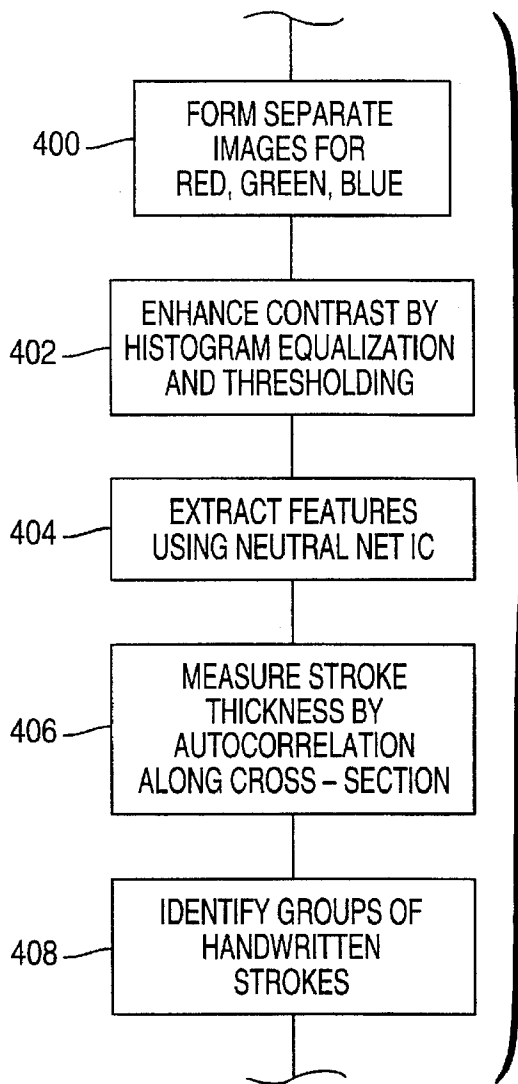 400
FORM SEPARATE
IMAGES FOR
RED, GREEN, BLUE
402
ENHANCE CONTRAST BY
HISTOGRAM EQUALIZATION
AND THRESHOLDING
404
EXTRACT FEATURES
USING NEUTRAL NET IC
406
MEASURE STROKE
THICKNESS BY
AUTOCORRELATION
ALONG CROSS – SECTION
408
IDENTIFY GROUPS OF
HANDWRITTEN
STROKES